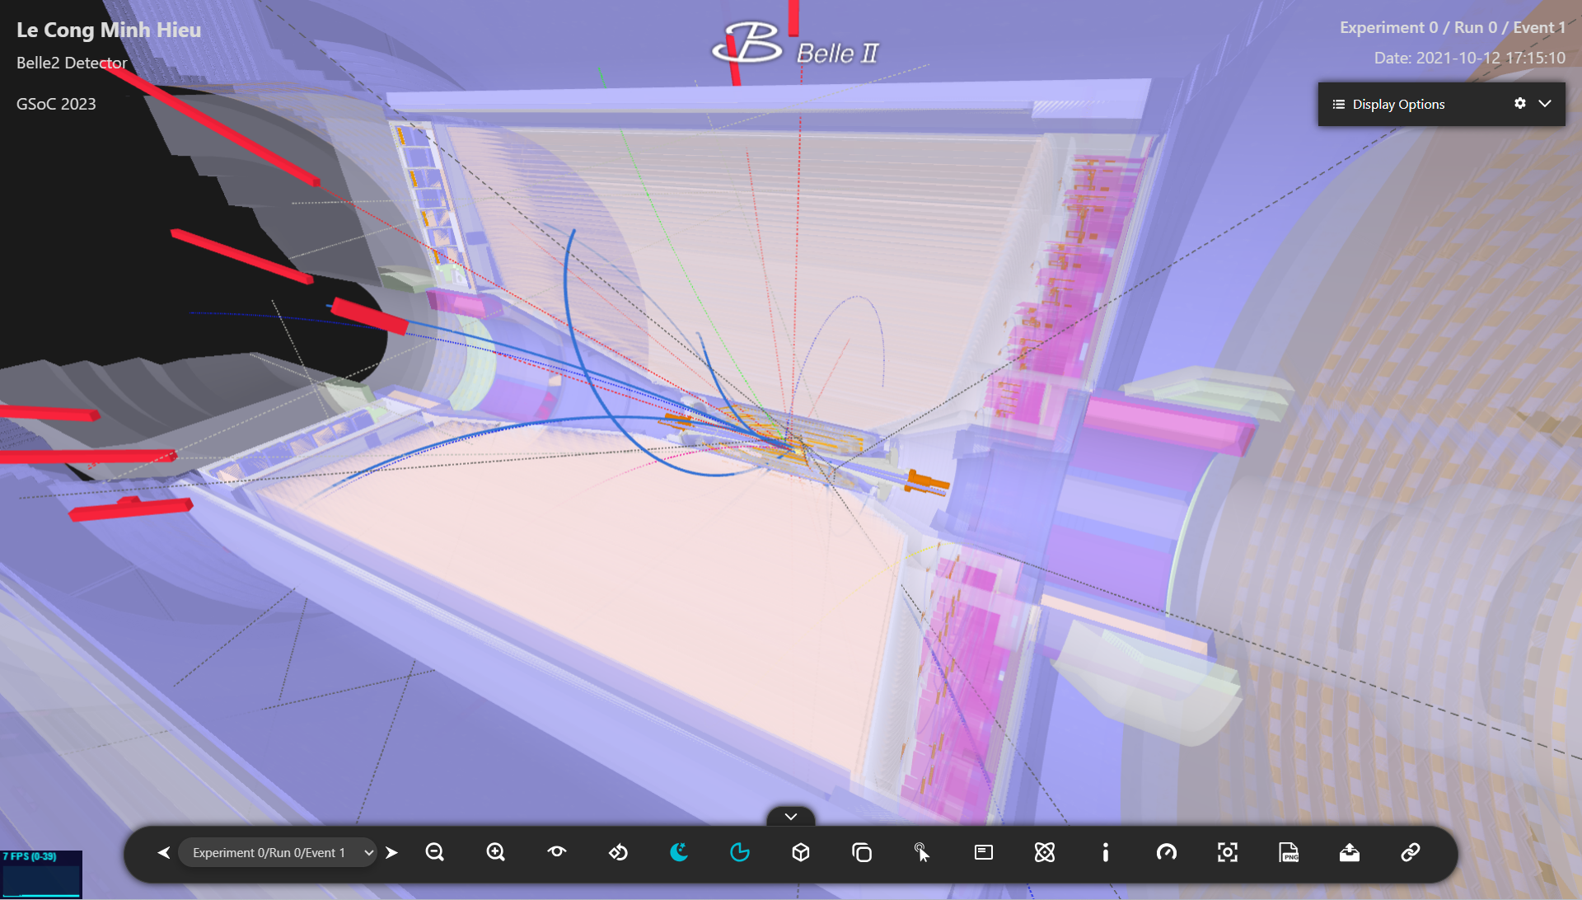 Le Cong Minh Hieu
Belle2 Detector
GSoC 2023
Belle II
Experiment 0 / Run 0 / Event 1
Date: 2021-10-12 17:15:10
Display Options
7 FPS (0-39)
Experiment 0/Run 0/Event 1
PNG